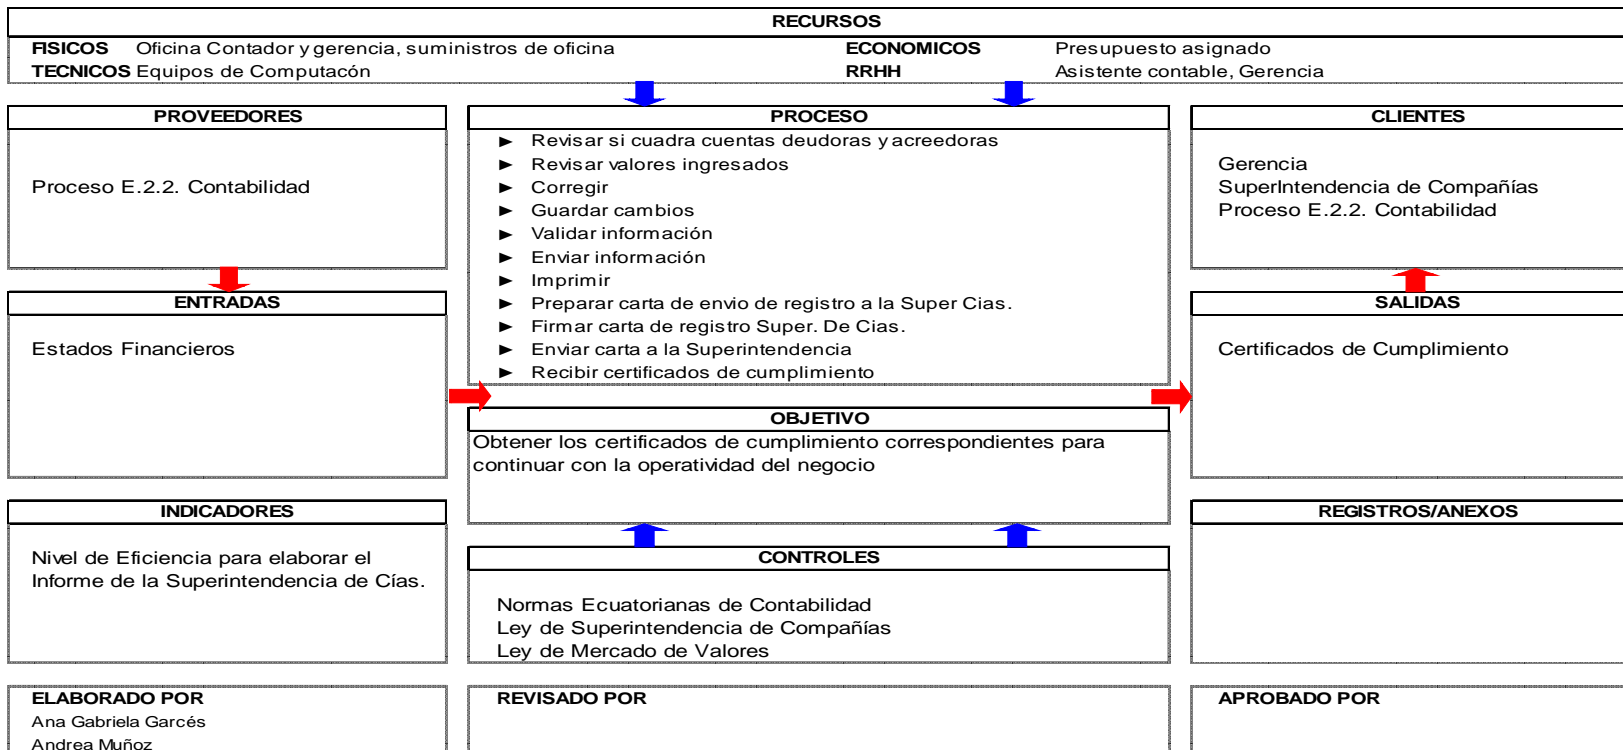 RECURSOS
FISICOS Oficina Contador y gerencia, suministros de oficina ECONOMICOS Presupuesto asignado
TECNICOS Equipos de Computacón RRHH Asistente contable, Gerencia
PROVEEDORES
Proceso E.2.2. Contabilidad
PROCESO
► Revisar si cuadra cuentas deudoras y acreedoras
► Revisar valores ingresados
► Corregir
► Guardar cambios
► Validar información
► Enviar información
► Imprimir
► Preparar carta de envio de registro a la Super Cias.
► Firmar carta de registro Super. De Cias.
► Enviar carta a la Superintendencia
► Recibir certificados de cumplimiento
CLIENTES
Gerencia
SuperIntendencia de Compañías
Proceso E.2.2. Contabilidad
ENTRADAS
Estados Financieros
SALIDAS
Certificados de Cumplimiento
OBJETIVO
Obtener los certificados de cumplimiento correspondientes para
continuar con la operatividad del negocio
INDICADORES
Nivel de Eficiencia para elaborar el
Informe de la Superintendencia de Cías.
CONTROLES
Normas Ecuatorianas de Contabilidad
Ley de Superintendencia de Compañías
Ley de Mercado de Valores
REGISTROS/ANEXOS
ELABORADO POR
Ana Gabriela Garcés
Andrea Muñoz
REVISADO POR
APROBADO POR